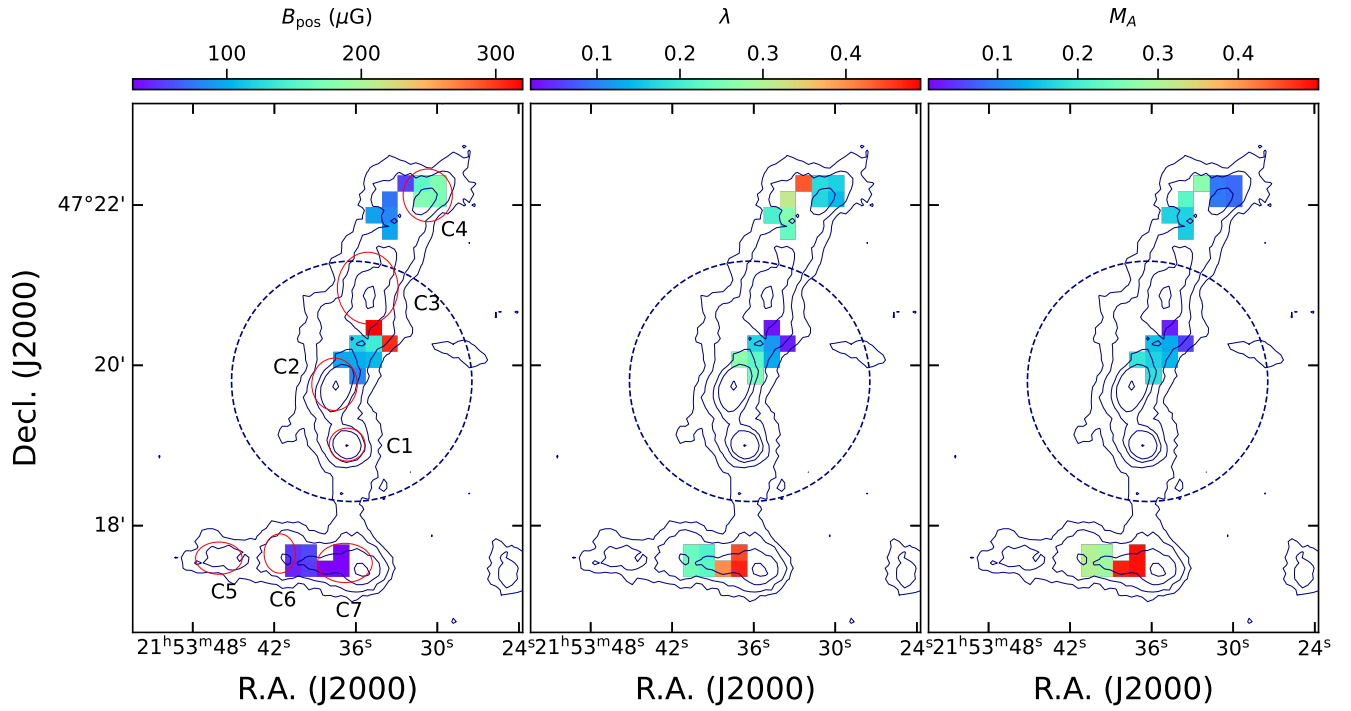 B_pos (μG) λ M_A
100 200 300 0.1 0.2 0.3 0.4 0.1 0.2 0.3 0.4
C4
47°22'
C3
C2
20'
C1
18'
C5 C6 C7
21ʰ53ᵐ48ˢ 42ˢ 36ˢ 30ˢ 24ˢ 21ʰ53ᵐ48ˢ 42ˢ 36ˢ 30ˢ 24ˢ 21ʰ53ᵐ48ˢ 42ˢ 36ˢ 30ˢ 24ˢ
R.A. (J2000) R.A. (J2000) R.A. (J2000)
Decl. (J2000)